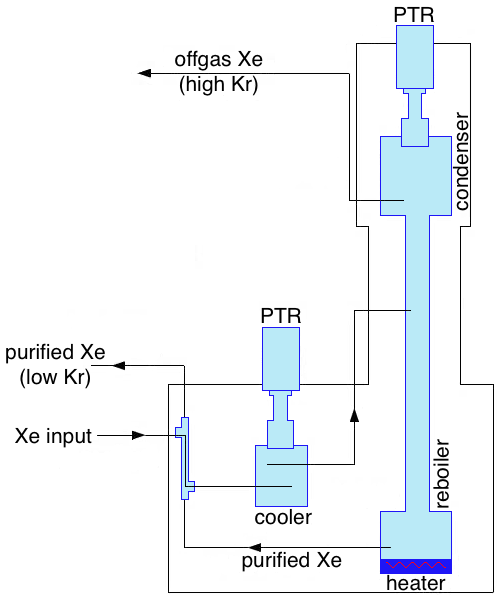 PTR
offgas Xe
(high Kr)
condenser
PTR
purified Xe
(low Kr)
Xe input
reboiler
cooler
purified Xe
heater